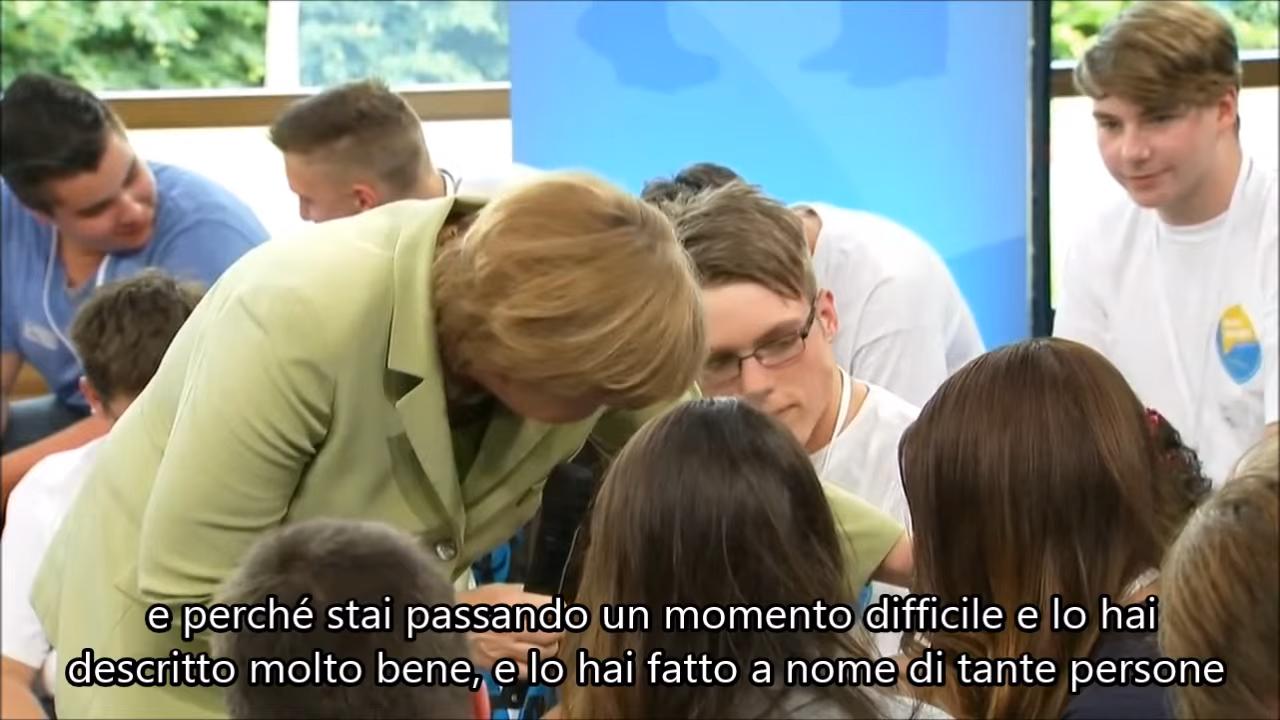 e perché stai passando un momento difficile e lo hai
descritto molto bene, e lo hai fatto a nome di tante persone